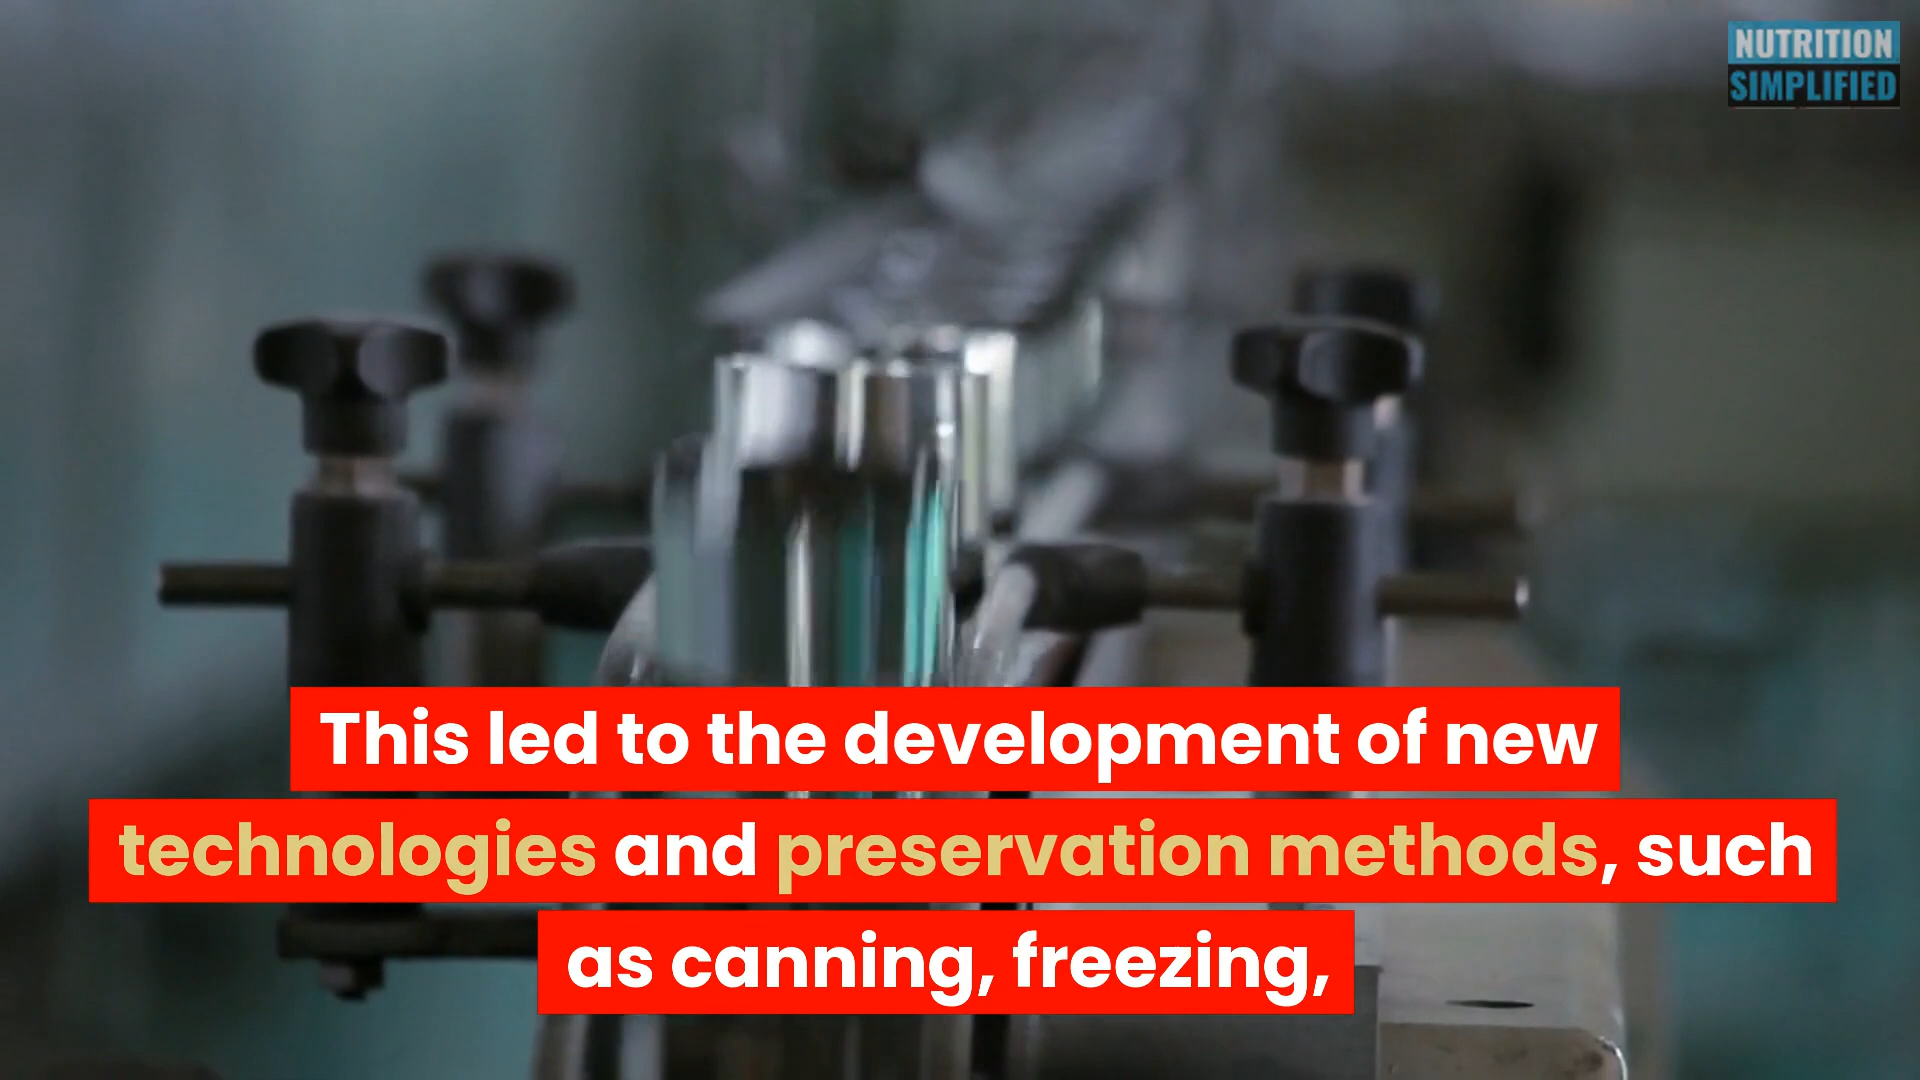 NUTRITION
SIMPLIFIED
This led to the development of new
technologies and preservation methods, such
as canning, freezing,